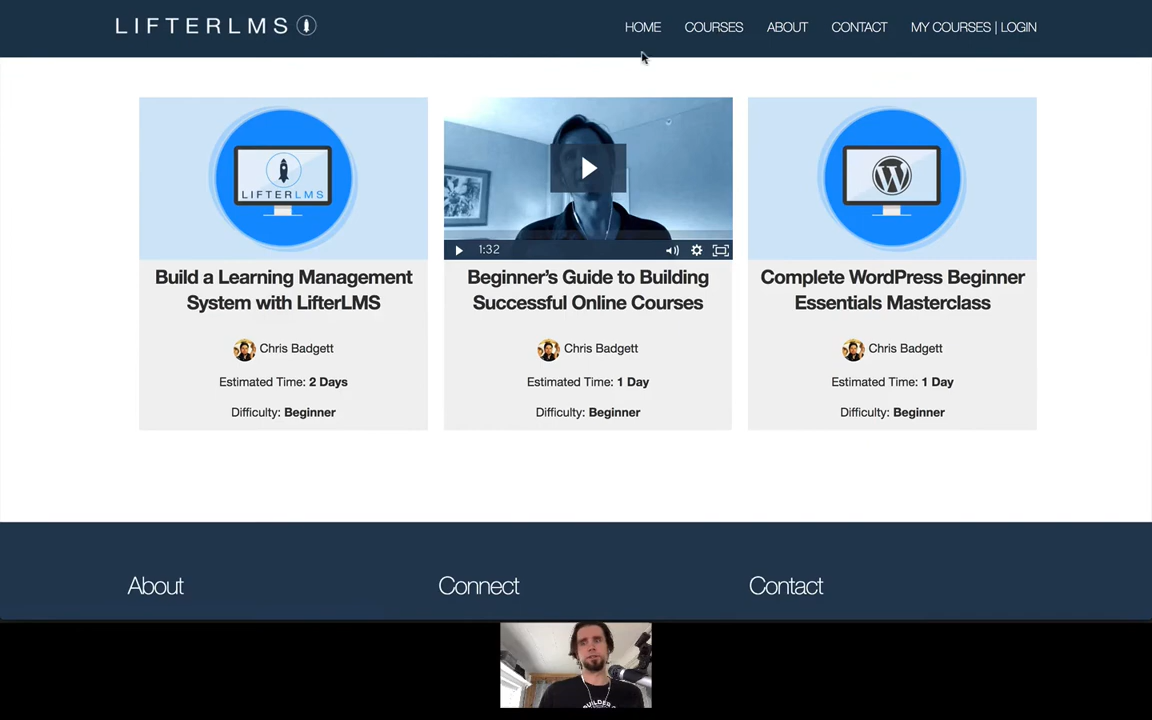 LIFTERLMS
HOME COURSES ABOUT CONTACT MY COURSES | LOGIN
LIFTERLMS
1:32
Build a Learning Management
System with LifterLMS
Chris Badgett
Estimated Time: 2 Days
Difficulty: Beginner
Beginner’s Guide to Building
Successful Online Courses
Chris Badgett
Estimated Time: 1 Day
Difficulty: Beginner
Complete WordPress Beginner
Essentials Masterclass
Chris Badgett
Estimated Time: 1 Day
Difficulty: Beginner
About
Connect
Contact